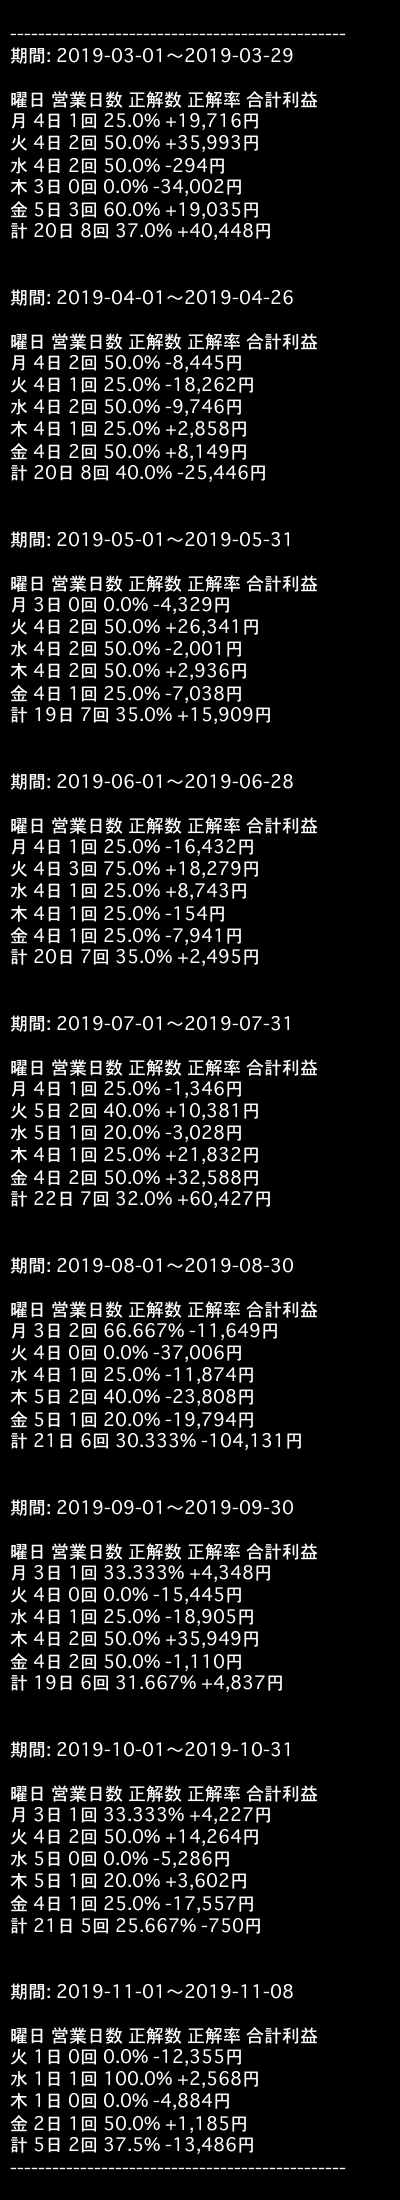 ------------------------------------------------
期間: 2019-03-01〜2019-03-29
曜日 営業日数 正解数 正解率 合計利益
月 4日 1回 25.0% +19,716円
火 4日 2回 50.0% +35,993円
水 4日 2回 50.0% -294円
木 3日 0回 0.0% -34,002円
金 5日 3回 60.0% +19,035円
計 20日 8回 37.0% +40,448円
期間: 2019-04-01〜2019-04-26
曜日 営業日数 正解数 正解率 合計利益
月 4日 2回 50.0% -8,445円
火 4日 1回 25.0% -18,262円
水 4日 2回 50.0% -9,746円
木 4日 1回 25.0% +2,858円
金 4日 2回 50.0% +8,149円
計 20日 8回 40.0% -25,446円
期間: 2019-05-01〜2019-05-31
曜日 営業日数 正解数 正解率 合計利益
月 3日 0回 0.0% -4,329円
火 4日 2回 50.0% +26,341円
水 4日 2回 50.0% -2,001円
木 4日 2回 50.0% +2,936円
金 4日 1回 25.0% -7,038円
計 19日 7回 35.0% +15,909円
期間: 2019-06-01〜2019-06-28
曜日 営業日数 正解数 正解率 合計利益
月 4日 1回 25.0% -16,432円
火 4日 3回 75.0% +18,279円
水 4日 1回 25.0% +8,743円
木 4日 1回 25.0% -154円
金 4日 1回 25.0% -7,941円
計 20日 7回 35.0% +2,495円
期間: 2019-07-01〜2019-07-31
曜日 営業日数 正解数 正解率 合計利益
月 4日 1回 25.0% -1,346円
火 5日 2回 40.0% +10,381円
水 5日 1回 20.0% -3,028円
木 4日 1回 25.0% +21,832円
金 4日 2回 50.0% +32,588円
計 22日 7回 32.0% +60,427円
期間: 2019-08-01〜2019-08-30
曜日 営業日数 正解数 正解率 合計利益
月 3日 2回 66.667% -11,649円
火 4日 0回 0.0% -37,006円
水 4日 1回 25.0% -11,874円
木 5日 2回 40.0% -23,808円
金 5日 1回 20.0% -19,794円
計 21日 6回 30.333% -104,131円
期間: 2019-09-01〜2019-09-30
曜日 営業日数 正解数 正解率 合計利益
月 3日 1回 33.333% +4,348円
火 4日 0回 0.0% -15,445円
水 4日 1回 25.0% -18,905円
木 4日 2回 50.0% +35,949円
金 4日 2回 50.0% -1,110円
計 19日 6回 31.667% +4,837円
期間: 2019-10-01〜2019-10-31
曜日 営業日数 正解数 正解率 合計利益
月 3日 1回 33.333% +4,227円
火 4日 2回 50.0% +14,264円
水 5日 0回 0.0% -5,286円
木 5日 1回 20.0% +3,602円
金 4日 1回 25.0% -17,557円
計 21日 5回 25.667% -750円
期間: 2019-11-01〜2019-11-08
曜日 営業日数 正解数 正解率 合計利益
火 1日 0回 0.0% -12,355円
水 1日 1回 100.0% +2,568円
木 1日 0回 0.0% -4,884円
金 2日 1回 50.0% +1,185円
計 5日 2回 37.5% -13,486円
------------------------------------------------